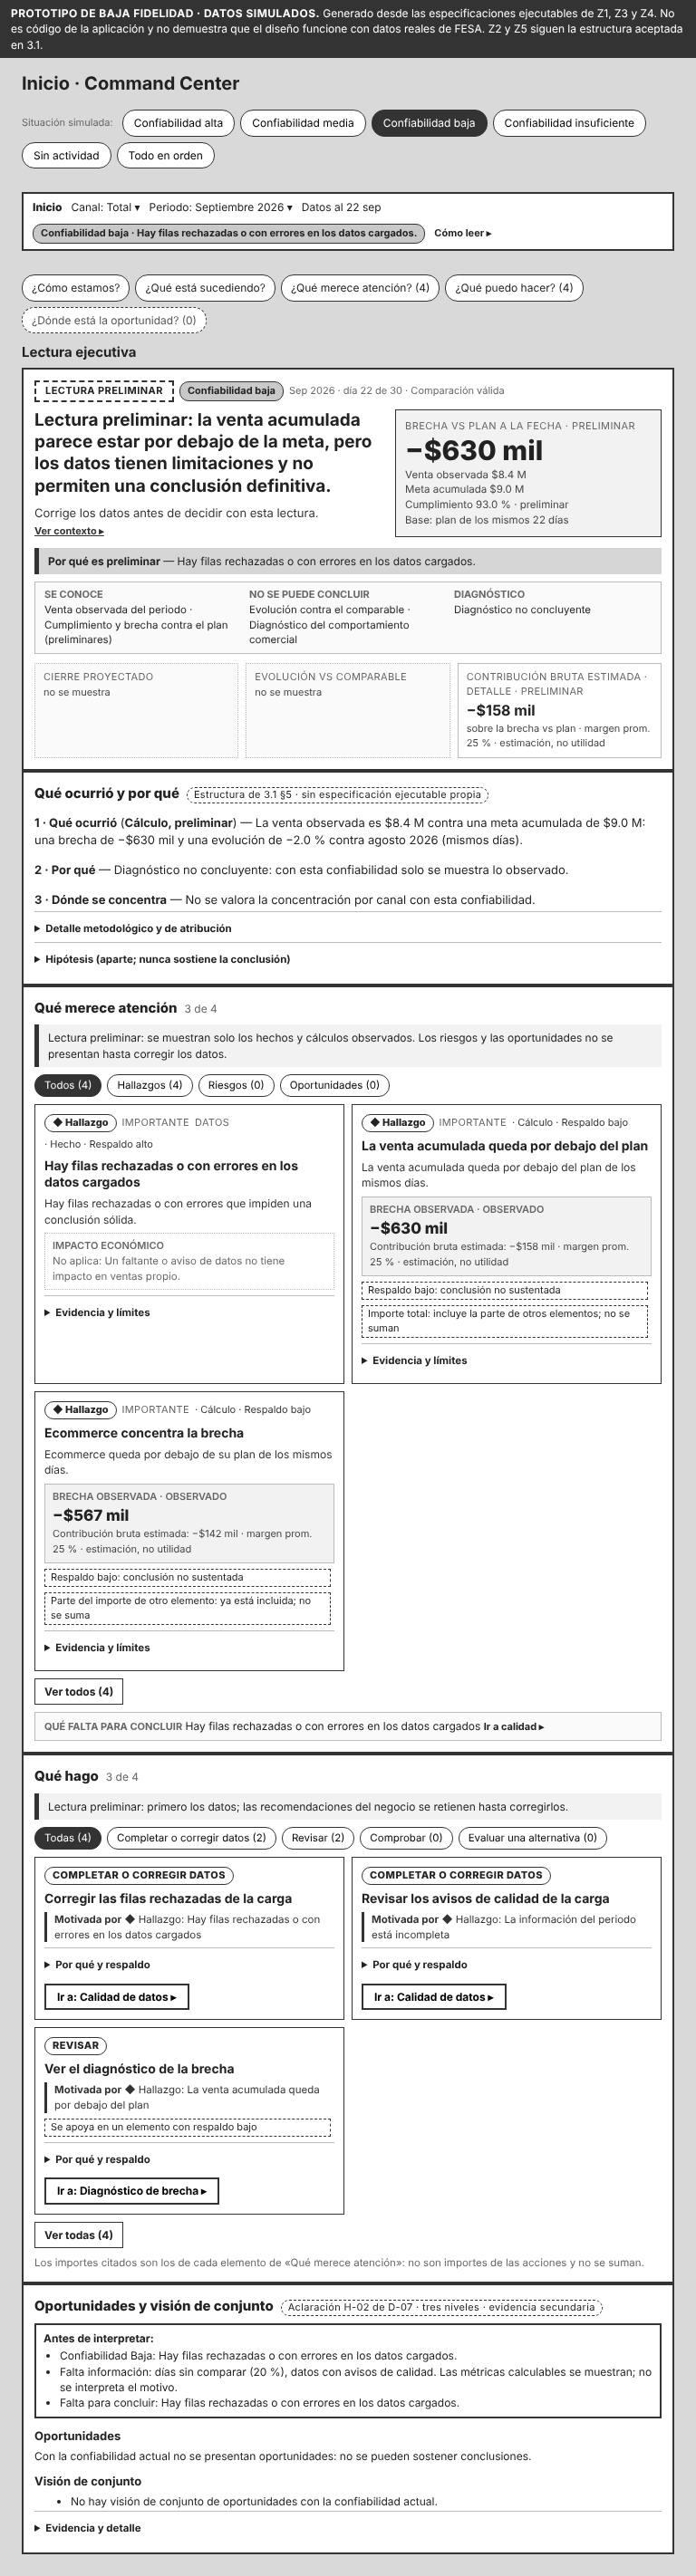 PROTOTIPO DE BAJA FIDELIDAD · DATOS SIMULADOS. Generado desde las especificaciones ejecutables de Z1, Z3 y Z4. No
es código de la aplicación y no demuestra que el diseño funcione con datos reales de FESA. Z2 y Z5 siguen la estructura aceptada
en 3.1.
Inicio · Command Center
Situación simulada: Confiabilidad alta Confiabilidad media Confiabilidad baja Confiabilidad insuficiente
Sin actividad Todo en orden
Inicio Canal: Total ▾ Periodo: Septiembre 2026 ▾ Datos al 22 sep
Confiabilidad baja · Hay filas rechazadas o con errores en los datos cargados. Cómo leer ▸
¿Cómo estamos? ¿Qué está sucediendo? ¿Qué merece atención? (4) ¿Qué puedo hacer? (4)
¿Dónde está la oportunidad? (0)
Lectura ejecutiva
LECTURA PRELIMINAR Confiabilidad baja Sep 2026 · día 22 de 30 · Comparación válida
Lectura preliminar: la venta acumulada
parece estar por debajo de la meta, pero
los datos tienen limitaciones y no
permiten una conclusión definitiva.
Corrige los datos antes de decidir con esta lectura.
Ver contexto ▸
BRECHA VS PLAN A LA FECHA · PRELIMINAR
−$630 mil
Venta observada $8.4 M
Meta acumulada $9.0 M
Cumplimiento 93.0 % · preliminar
Base: plan de los mismos 22 días
Por qué es preliminar — Hay filas rechazadas o con errores en los datos cargados.
SE CONOCE
Venta observada del periodo ·
Cumplimiento y brecha contra el plan
(preliminares)
NO SE PUEDE CONCLUIR
Evolución contra el comparable ·
Diagnóstico del comportamiento
comercial
DIAGNÓSTICO
Diagnóstico no concluyente
CIERRE PROYECTADO
no se muestra
EVOLUCIÓN VS COMPARABLE
no se muestra
CONTRIBUCIÓN BRUTA ESTIMADA ·
DETALLE · PRELIMINAR
−$158 mil
sobre la brecha vs plan · margen prom.
25 % · estimación, no utilidad
Qué ocurrió y por qué Estructura de 3.1 §5 · sin especificación ejecutable propia
1 · Qué ocurrió (Cálculo, preliminar) — La venta observada es $8.4 M contra una meta acumulada de $9.0 M:
una brecha de −$630 mil y una evolución de −2.0 % contra agosto 2026 (mismos días).
2 · Por qué — Diagnóstico no concluyente: con esta confiabilidad solo se muestra lo observado.
3 · Dónde se concentra — No se valora la concentración por canal con esta confiabilidad.
▸ Detalle metodológico y de atribución
▸ Hipótesis (aparte; nunca sostiene la conclusión)
Qué merece atención 3 de 4
Lectura preliminar: se muestran solo los hechos y cálculos observados. Los riesgos y las oportunidades no se
presentan hasta corregir los datos.
Todos (4) Hallazgos (4) Riesgos (0) Oportunidades (0)
◆ Hallazgo IMPORTANTE DATOS
· Hecho · Respaldo alto
Hay filas rechazadas o con errores en los
datos cargados
Hay filas rechazadas o con errores que impiden una
conclusión sólida.
IMPACTO ECONÓMICO
No aplica: Un faltante o aviso de datos no tiene
impacto en ventas propio.
▸ Evidencia y límites
◆ Hallazgo IMPORTANTE · Cálculo · Respaldo bajo
La venta acumulada queda por debajo del plan
La venta acumulada queda por debajo del plan de los
mismos días.
BRECHA OBSERVADA · OBSERVADO
−$630 mil
Contribución bruta estimada: −$158 mil · margen prom.
25 % · estimación, no utilidad
Respaldo bajo: conclusión no sustentada
Importe total: incluye la parte de otros elementos; no se
suman
▸ Evidencia y límites
◆ Hallazgo IMPORTANTE · Cálculo · Respaldo bajo
Ecommerce concentra la brecha
Ecommerce queda por debajo de su plan de los mismos
días.
BRECHA OBSERVADA · OBSERVADO
−$567 mil
Contribución bruta estimada: −$142 mil · margen prom.
25 % · estimación, no utilidad
Respaldo bajo: conclusión no sustentada
Parte del importe de otro elemento: ya está incluida; no
se suma
▸ Evidencia y límites
Ver todos (4)
QUÉ FALTA PARA CONCLUIR Hay filas rechazadas o con errores en los datos cargados Ir a calidad ▸
Qué hago 3 de 4
Lectura preliminar: primero los datos; las recomendaciones del negocio se retienen hasta corregirlos.
Todas (4) Completar o corregir datos (2) Revisar (2) Comprobar (0) Evaluar una alternativa (0)
COMPLETAR O CORREGIR DATOS
Corregir las filas rechazadas de la carga
Motivada por ◆ Hallazgo: Hay filas rechazadas o con
errores en los datos cargados
▸ Por qué y respaldo
Ir a: Calidad de datos ▸
COMPLETAR O CORREGIR DATOS
Revisar los avisos de calidad de la carga
Motivada por ◆ Hallazgo: La información del periodo
está incompleta
▸ Por qué y respaldo
Ir a: Calidad de datos ▸
REVISAR
Ver el diagnóstico de la brecha
Motivada por ◆ Hallazgo: La venta acumulada queda
por debajo del plan
Se apoya en un elemento con respaldo bajo
▸ Por qué y respaldo
Ir a: Diagnóstico de brecha ▸
Ver todas (4)
Los importes citados son los de cada elemento de «Qué merece atención»: no son importes de las acciones y no se suman.
Oportunidades y visión de conjunto Aclaración H-02 de D-07 · tres niveles · evidencia secundaria
Antes de interpretar:
• Confiabilidad Baja: Hay filas rechazadas o con errores en los datos cargados.
• Falta información: días sin comparar (20 %), datos con avisos de calidad. Las métricas calculables se muestran; no
se interpreta el motivo.
• Falta para concluir: Hay filas rechazadas o con errores en los datos cargados.
Oportunidades
Con la confiabilidad actual no se presentan oportunidades: no se pueden sostener conclusiones.
Visión de conjunto
• No hay visión de conjunto de oportunidades con la confiabilidad actual.
▸ Evidencia y detalle